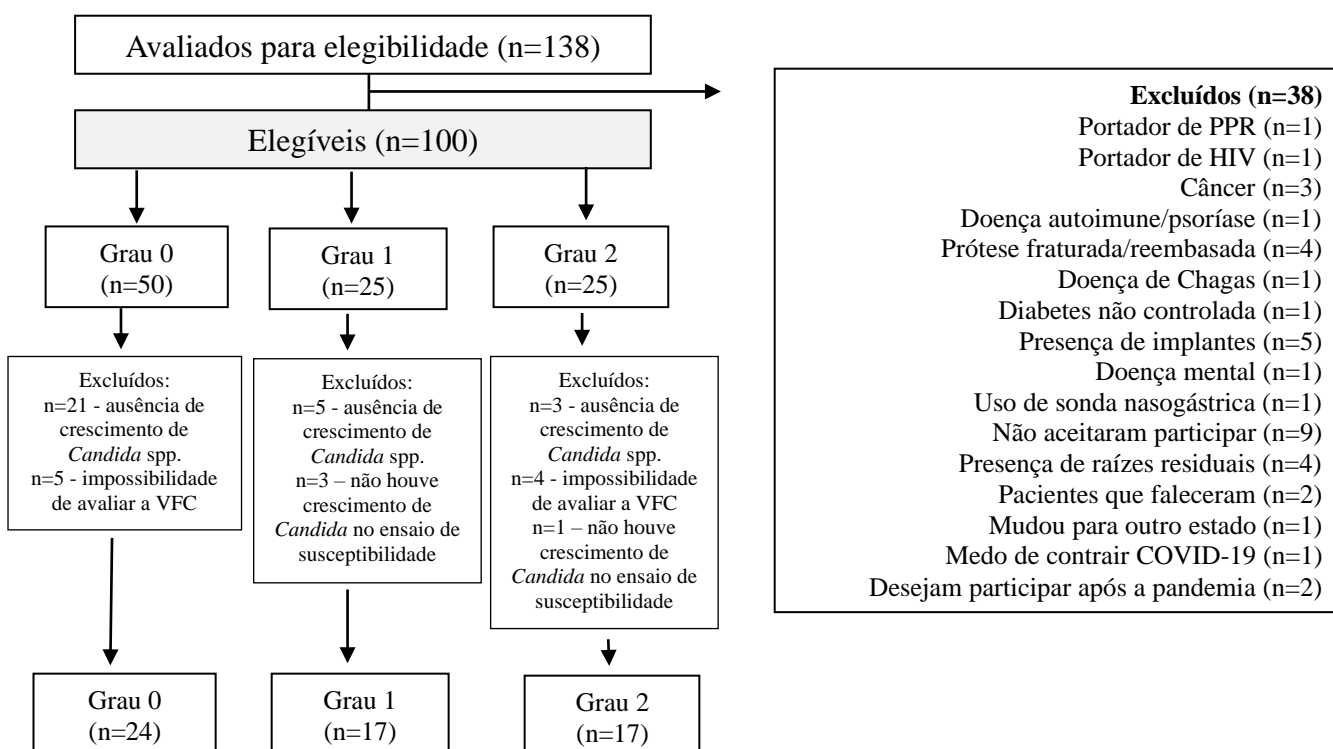 Avaliados para elegibilidade (n=138)
Excluídos (n=38)
Portador de PPR (n=1)
Portador de HIV (n=1)
Câncer (n=3)
Doença autoimune/psoríase (n=1)
Prótese fraturada/reembasada (n=4)
Doença de Chagas (n=1)
Diabetes não controlada (n=1)
Presença de implantes (n=5)
Doença mental (n=1)
Uso de sonda nasogástrica (n=1)
Não aceitaram participar (n=9)
Presença de raízes residuais (n=4)
Pacientes que faleceram (n=2)
Mudou para outro estado (n=1)
Medo de contrair COVID-19 (n=1)
Desejam participar após a pandemia (n=2)
Elegíveis (n=100)
Grau 0
(n=50)
Grau 1
(n=25)
Grau 2
(n=25)
Excluídos:
n=21 - ausência de
crescimento de
Candida spp.
n=5 - impossibilidade
de avaliar a VFC
Excluídos:
n=5 - ausência de
crescimento de
Candida spp.
n=3 – não houve
crescimento de
Candida no ensaio de
susceptibilidade
Excluídos:
n=3 - ausência de
crescimento de
Candida spp.
n=4 - impossibilidade
de avaliar a VFC
n=1 – não houve
crescimento de
Candida no ensaio de
susceptibilidade
Grau 0
(n=24)
Grau 1
(n=17)
Grau 2
(n=17)